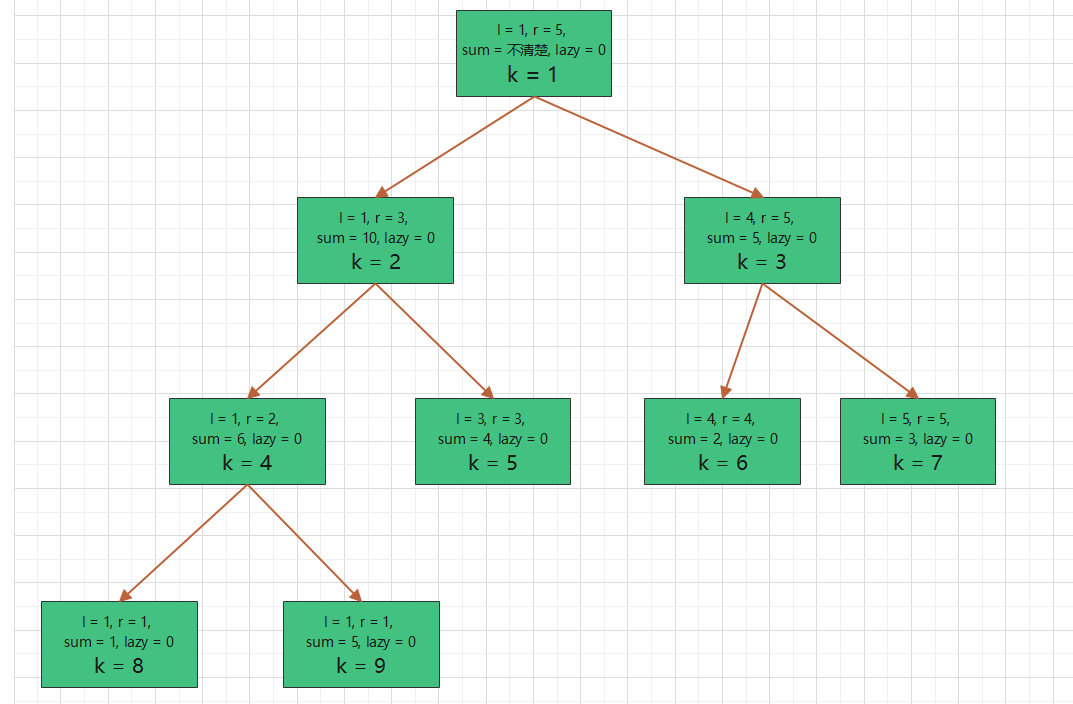 l = 1, r = 5,
sum = 不清楚, lazy = 0
k = 1
l = 1, r = 3,
sum = 10, lazy = 0
k = 2
l = 4, r = 5,
sum = 5, lazy = 0
k = 3
l = 1, r = 2,
sum = 6, lazy = 0
k = 4
l = 3, r = 3,
sum = 4, lazy = 0
k = 5
l = 4, r = 4,
sum = 2, lazy = 0
k = 6
l = 5, r = 5,
sum = 3, lazy = 0
k = 7
l = 1, r = 1,
sum = 1, lazy = 0
k = 8
l = 1, r = 1,
sum = 5, lazy = 0
k = 9